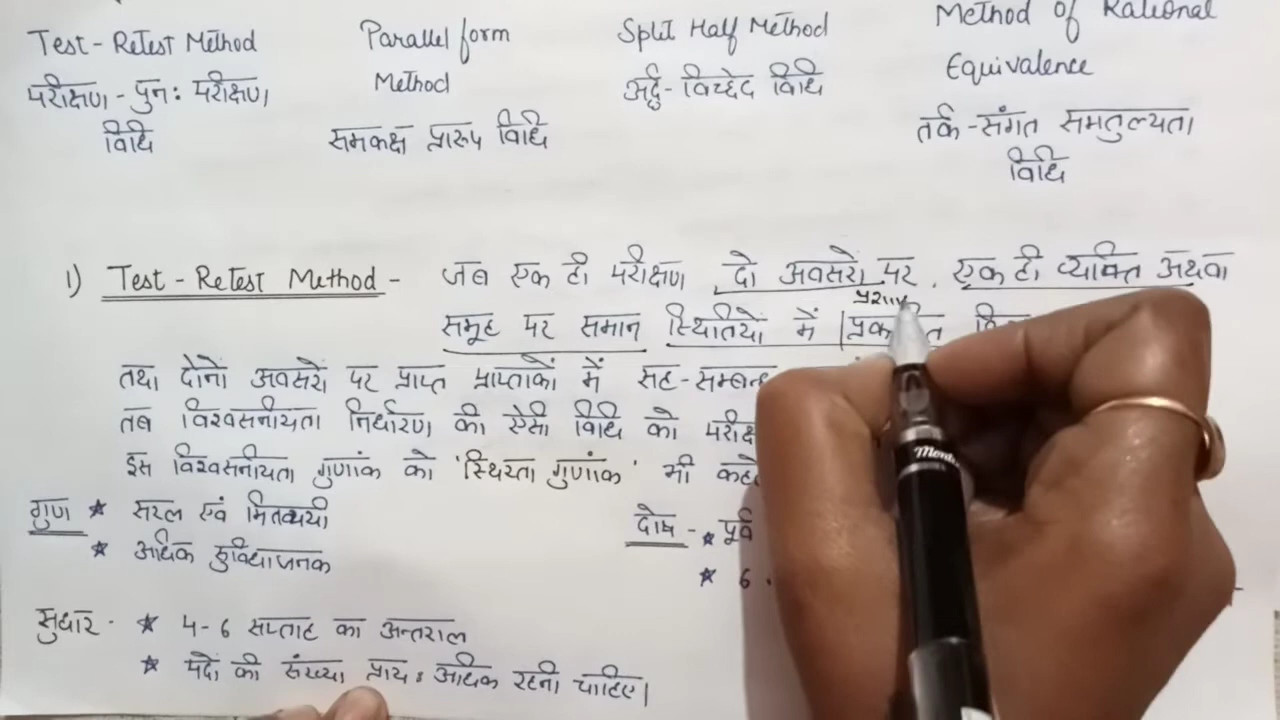 Test-ReTest Method
परीक्षण-पुनः परीक्षण
विधि
Parallel form
Method
समकक्ष प्रारुप विधि
Split Half Method
अर्द्ध-विच्छेद विधि
Method of Rational
Equivalence
तर्क-संगत समतुल्यता
विधि
1) Test-ReTest Method - जब एक ही परीक्षण दो अवसरो पर, एक ही व्यक्ति अथवा
समूह पर समान स्थितियों में
तथा दोनो अवसरो पर प्राप्त प्राप्तांकों में सह-सम्बन्ध
तब विश्वसनीयता निर्धारण की ऐसी विधि को
इस विश्वसनीयता गुणांक को 'स्थिरता गुणांक' भी
गुण ★ सरल एवं मितव्ययी
★ अधिक सुविधाजनक
दोष - ★ पूर्व
★ 6
सुधार - ★ 4-6 सप्ताह का अन्तराल
★ पदो की संख्या प्रायः अधिक रहनी चाहिए।
Mont